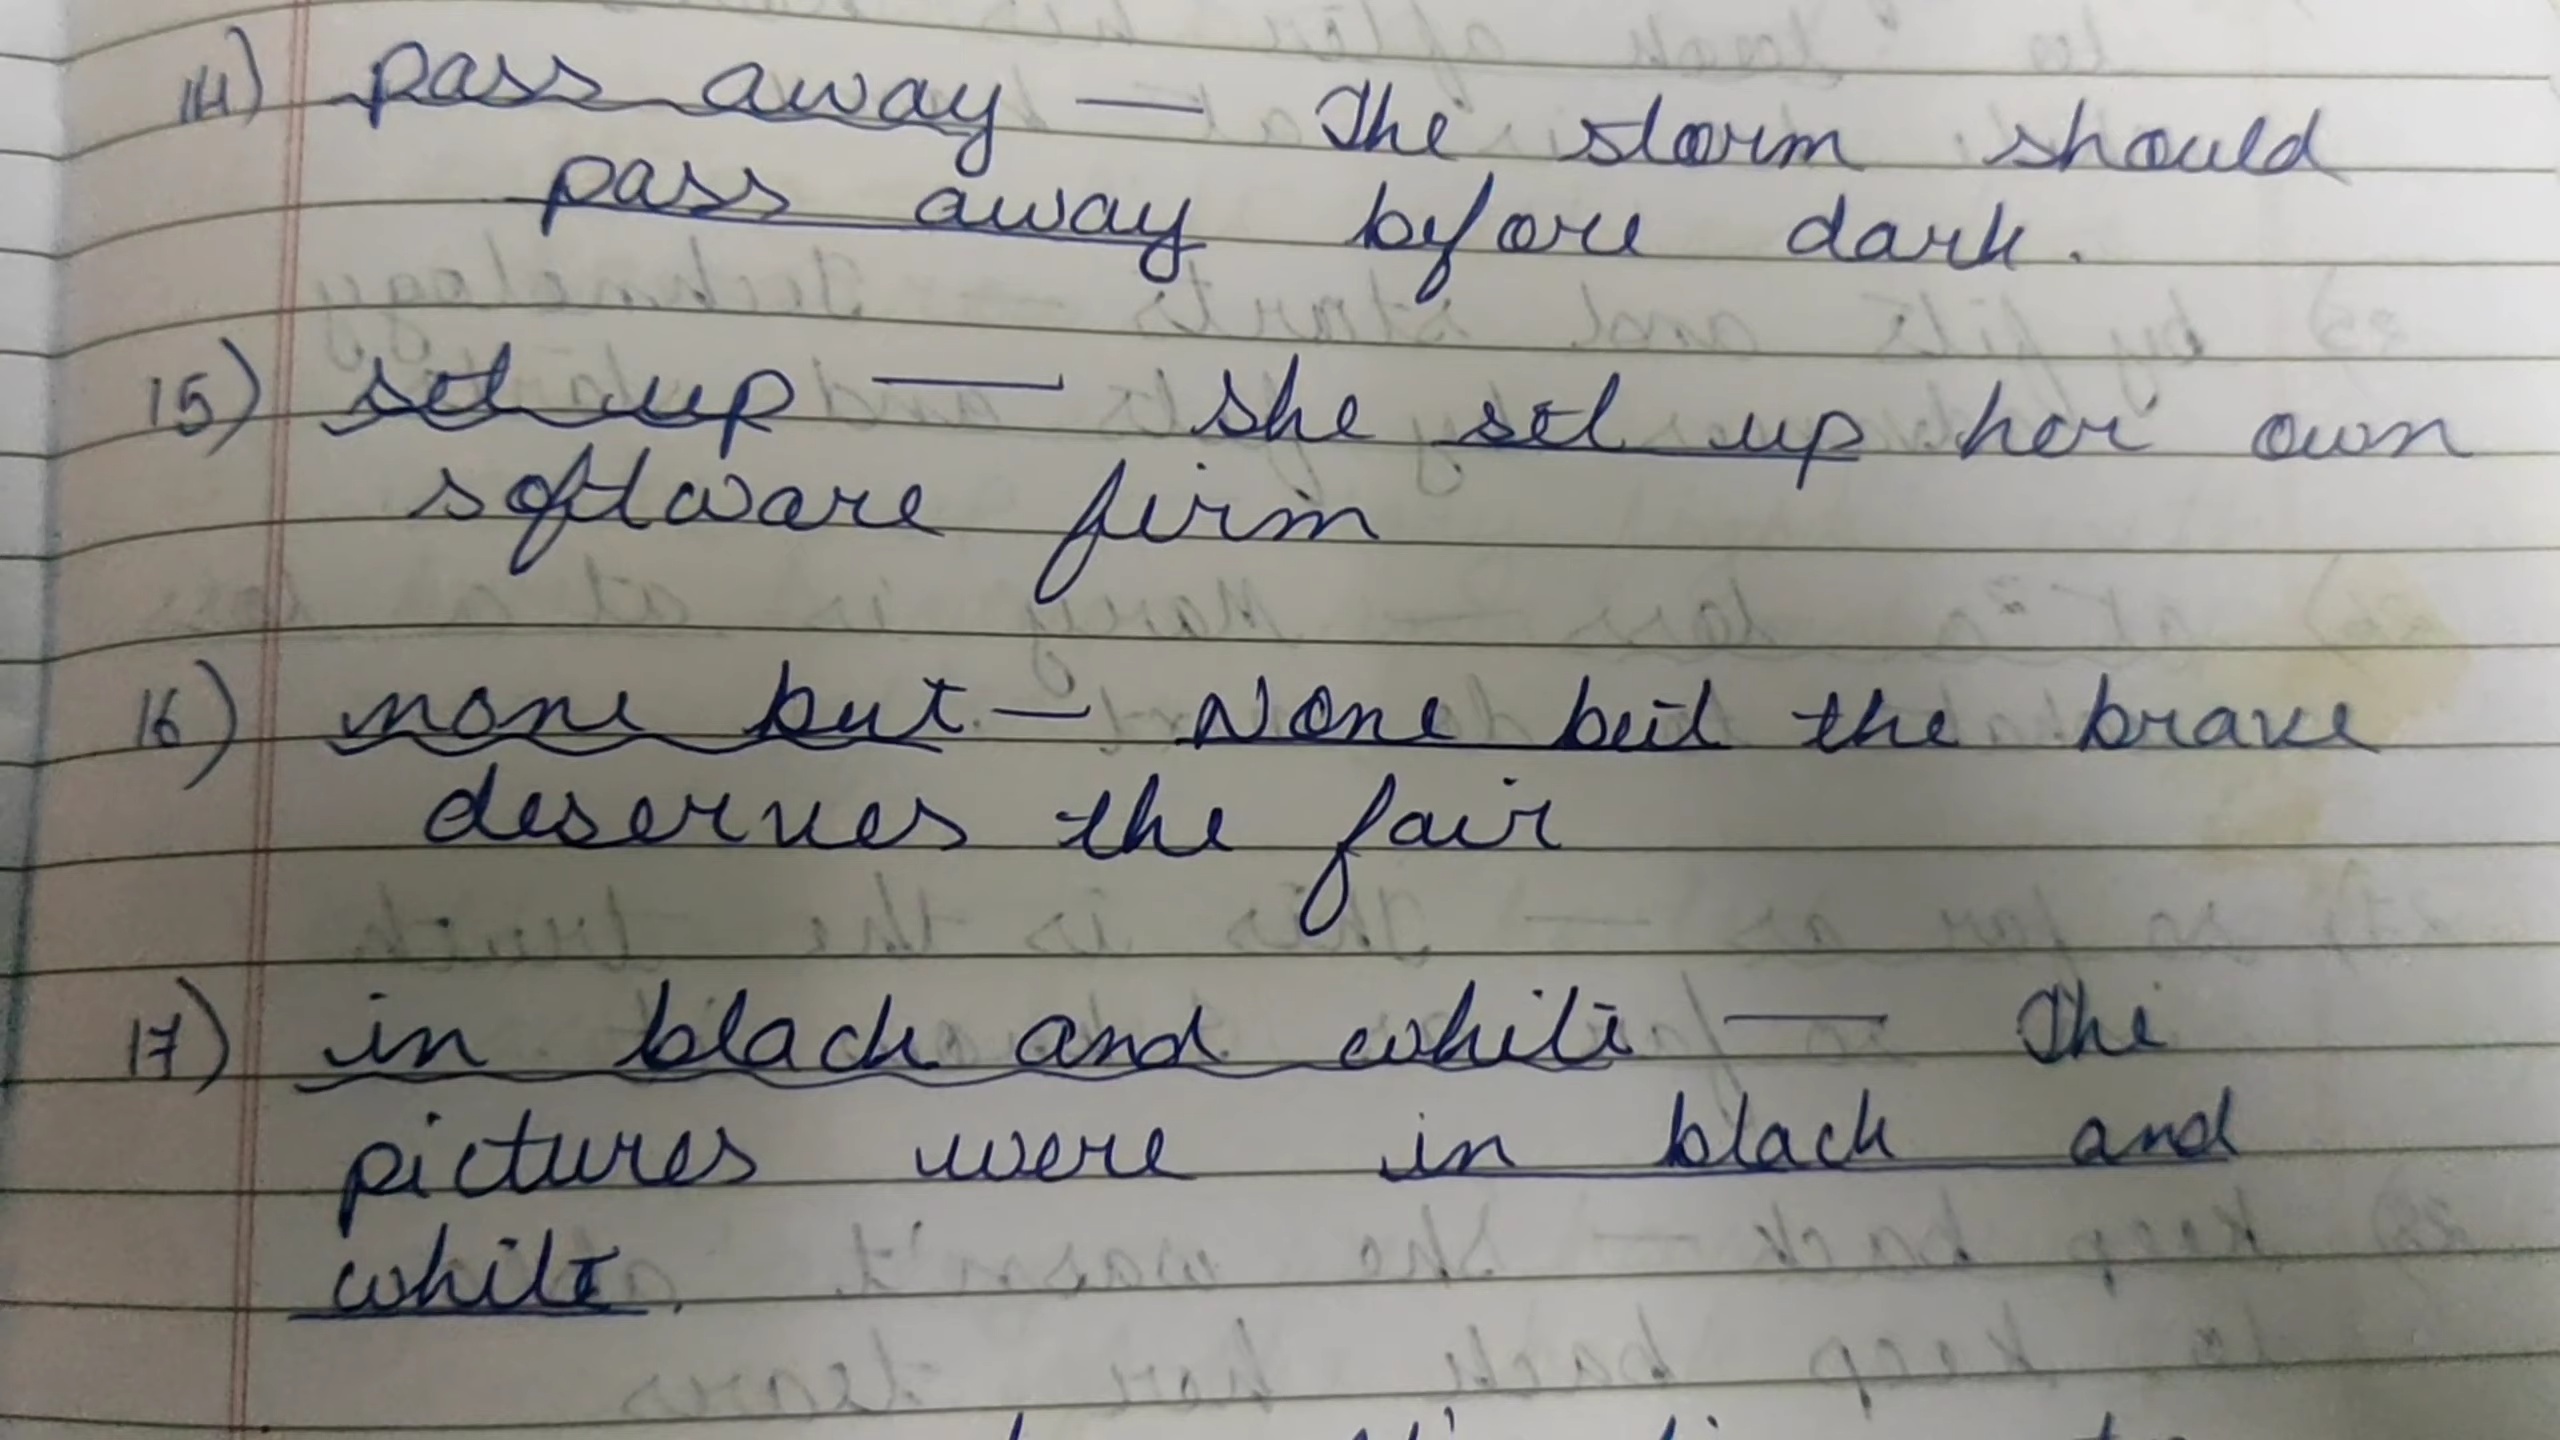 14) pass away — The storm should
pass away before dark.
15) set up — she set up her own
software firm
16) none but — None but the brave
deserves the fair
17) in black and white — The
pictures were in black and
white.